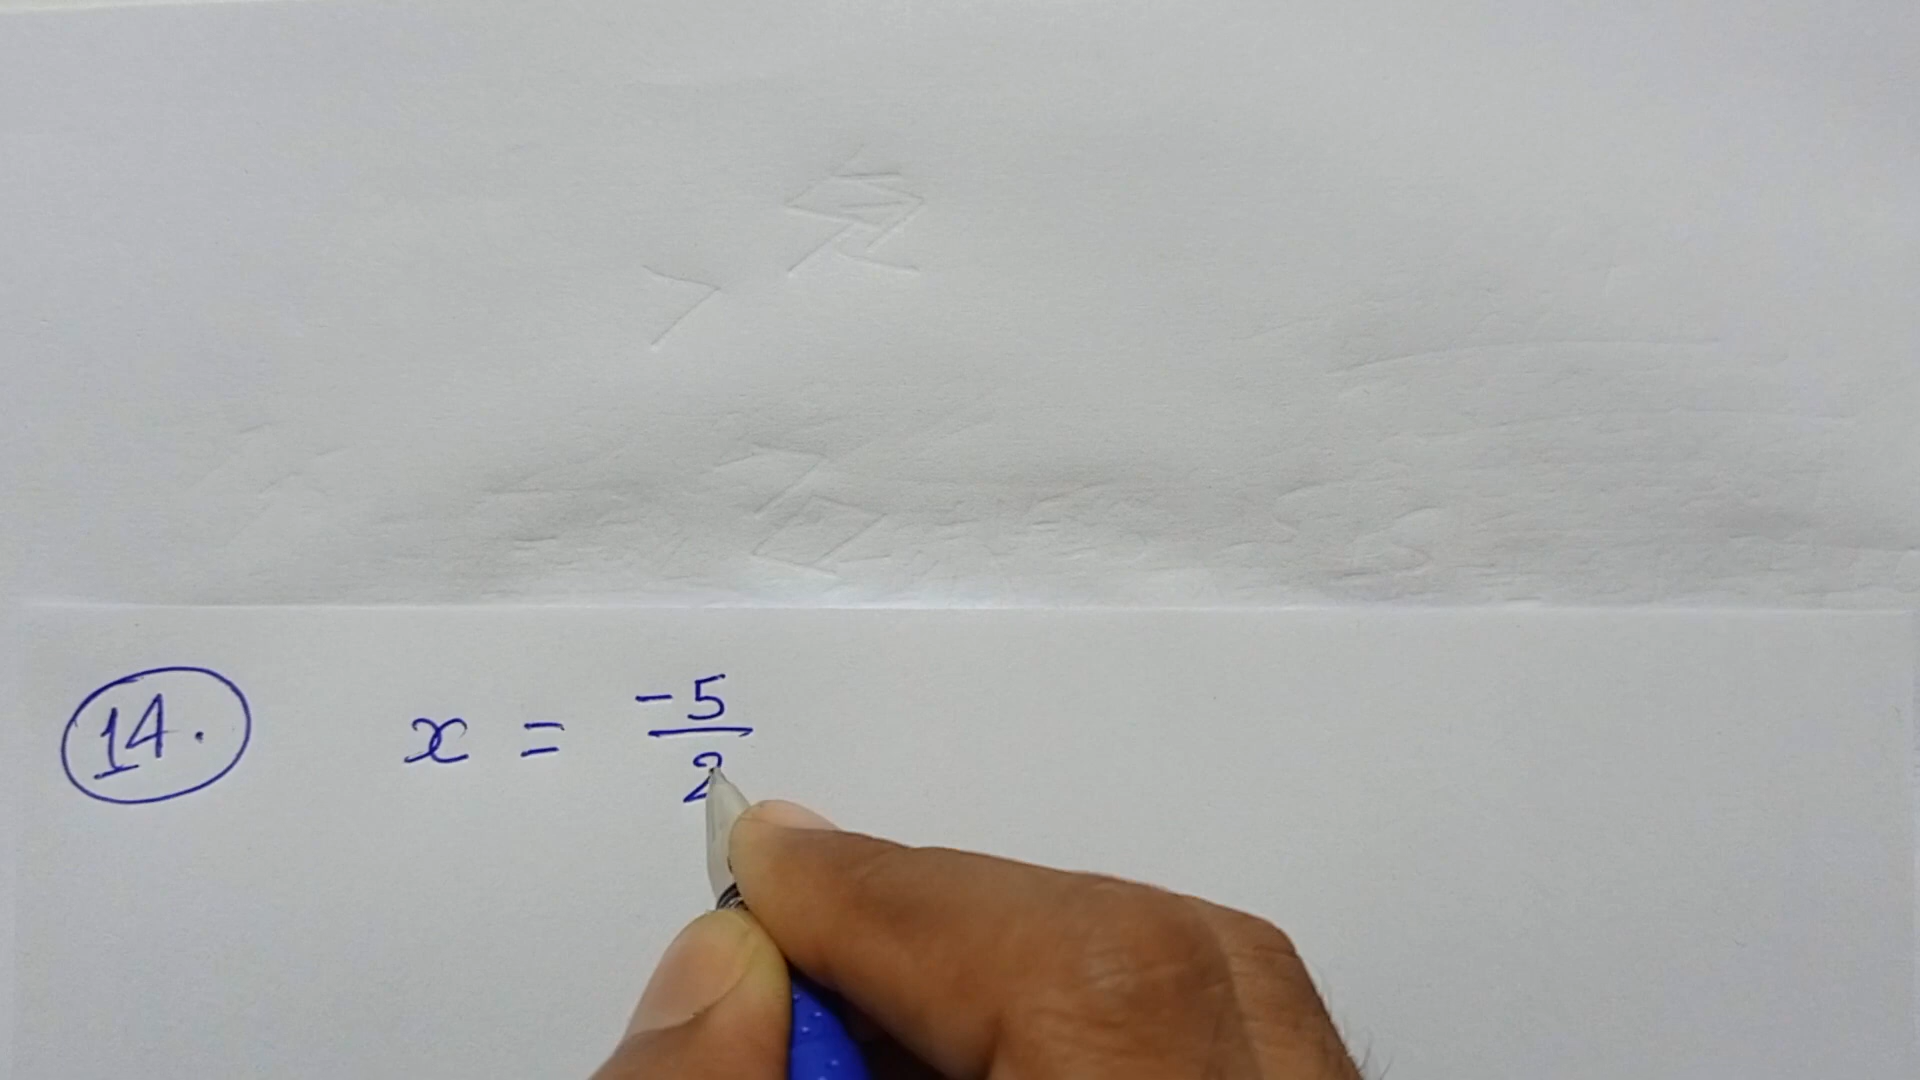 14. x = -5/2